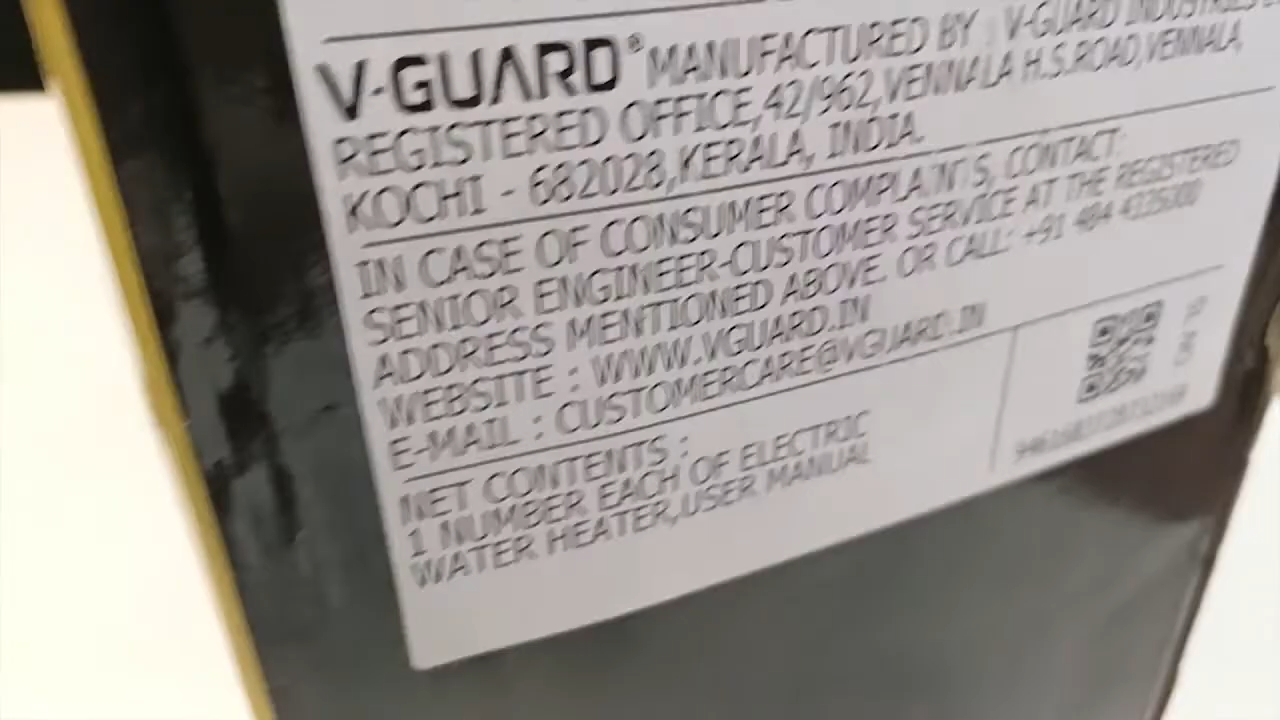 V-GUARD® MANUFACTURED BY : V-GUARD INDUSTRIES
REGISTERED OFFICE,42/962,VENNALA H.S.ROAD,VENNALA,
KOCHI - 682028,KERALA, INDIA.
IN CASE OF CONSUMER COMPLAINTS, CONTACT:
SENIOR ENGINEER-CUSTOMER SERVICE AT THE REGISTERED
ADDRESS MENTIONED ABOVE. OR CALL: +91 484
WEBSITE : WWW.VGUARD.IN
E-MAIL : CUSTOMERCARE@VGUARD.IN
NET CONTENTS :
1 NUMBER EACH OF ELECTRIC
WATER HEATER,USER MANUAL